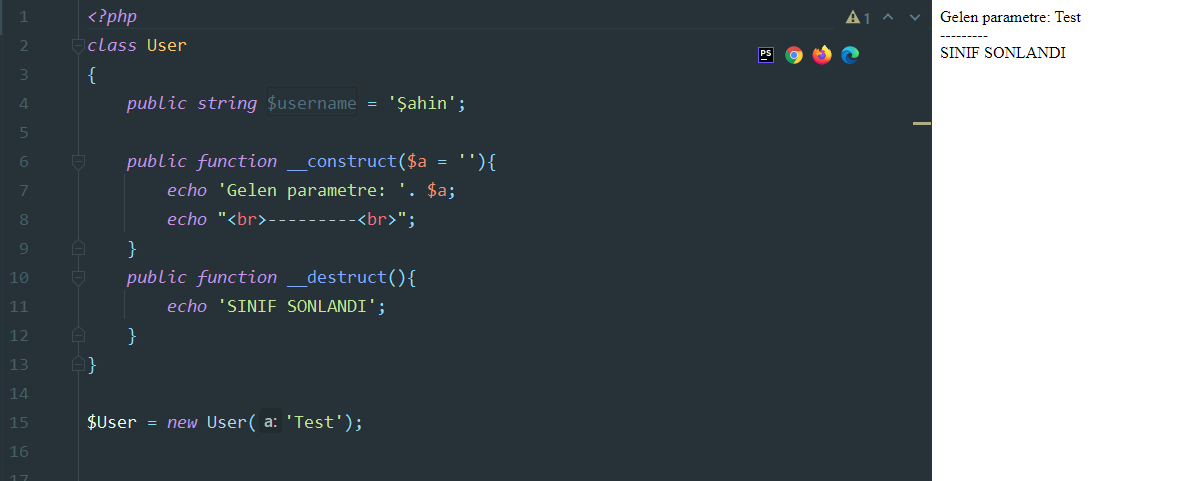 1 <?php
2 class User
3 {
4 public string $username = 'Şahin';
5
6 public function __construct($a = ''){
7 echo 'Gelen parametre: '. $a;
8 echo "<br>---------<br>";
9 }
10 public function __destruct(){
11 echo 'SINIF SONLANDI';
12 }
13 }
14
15 $User = new User( a: 'Test');
16
17
1
PS
Gelen parametre: Test
---------
SINIF SONLANDI